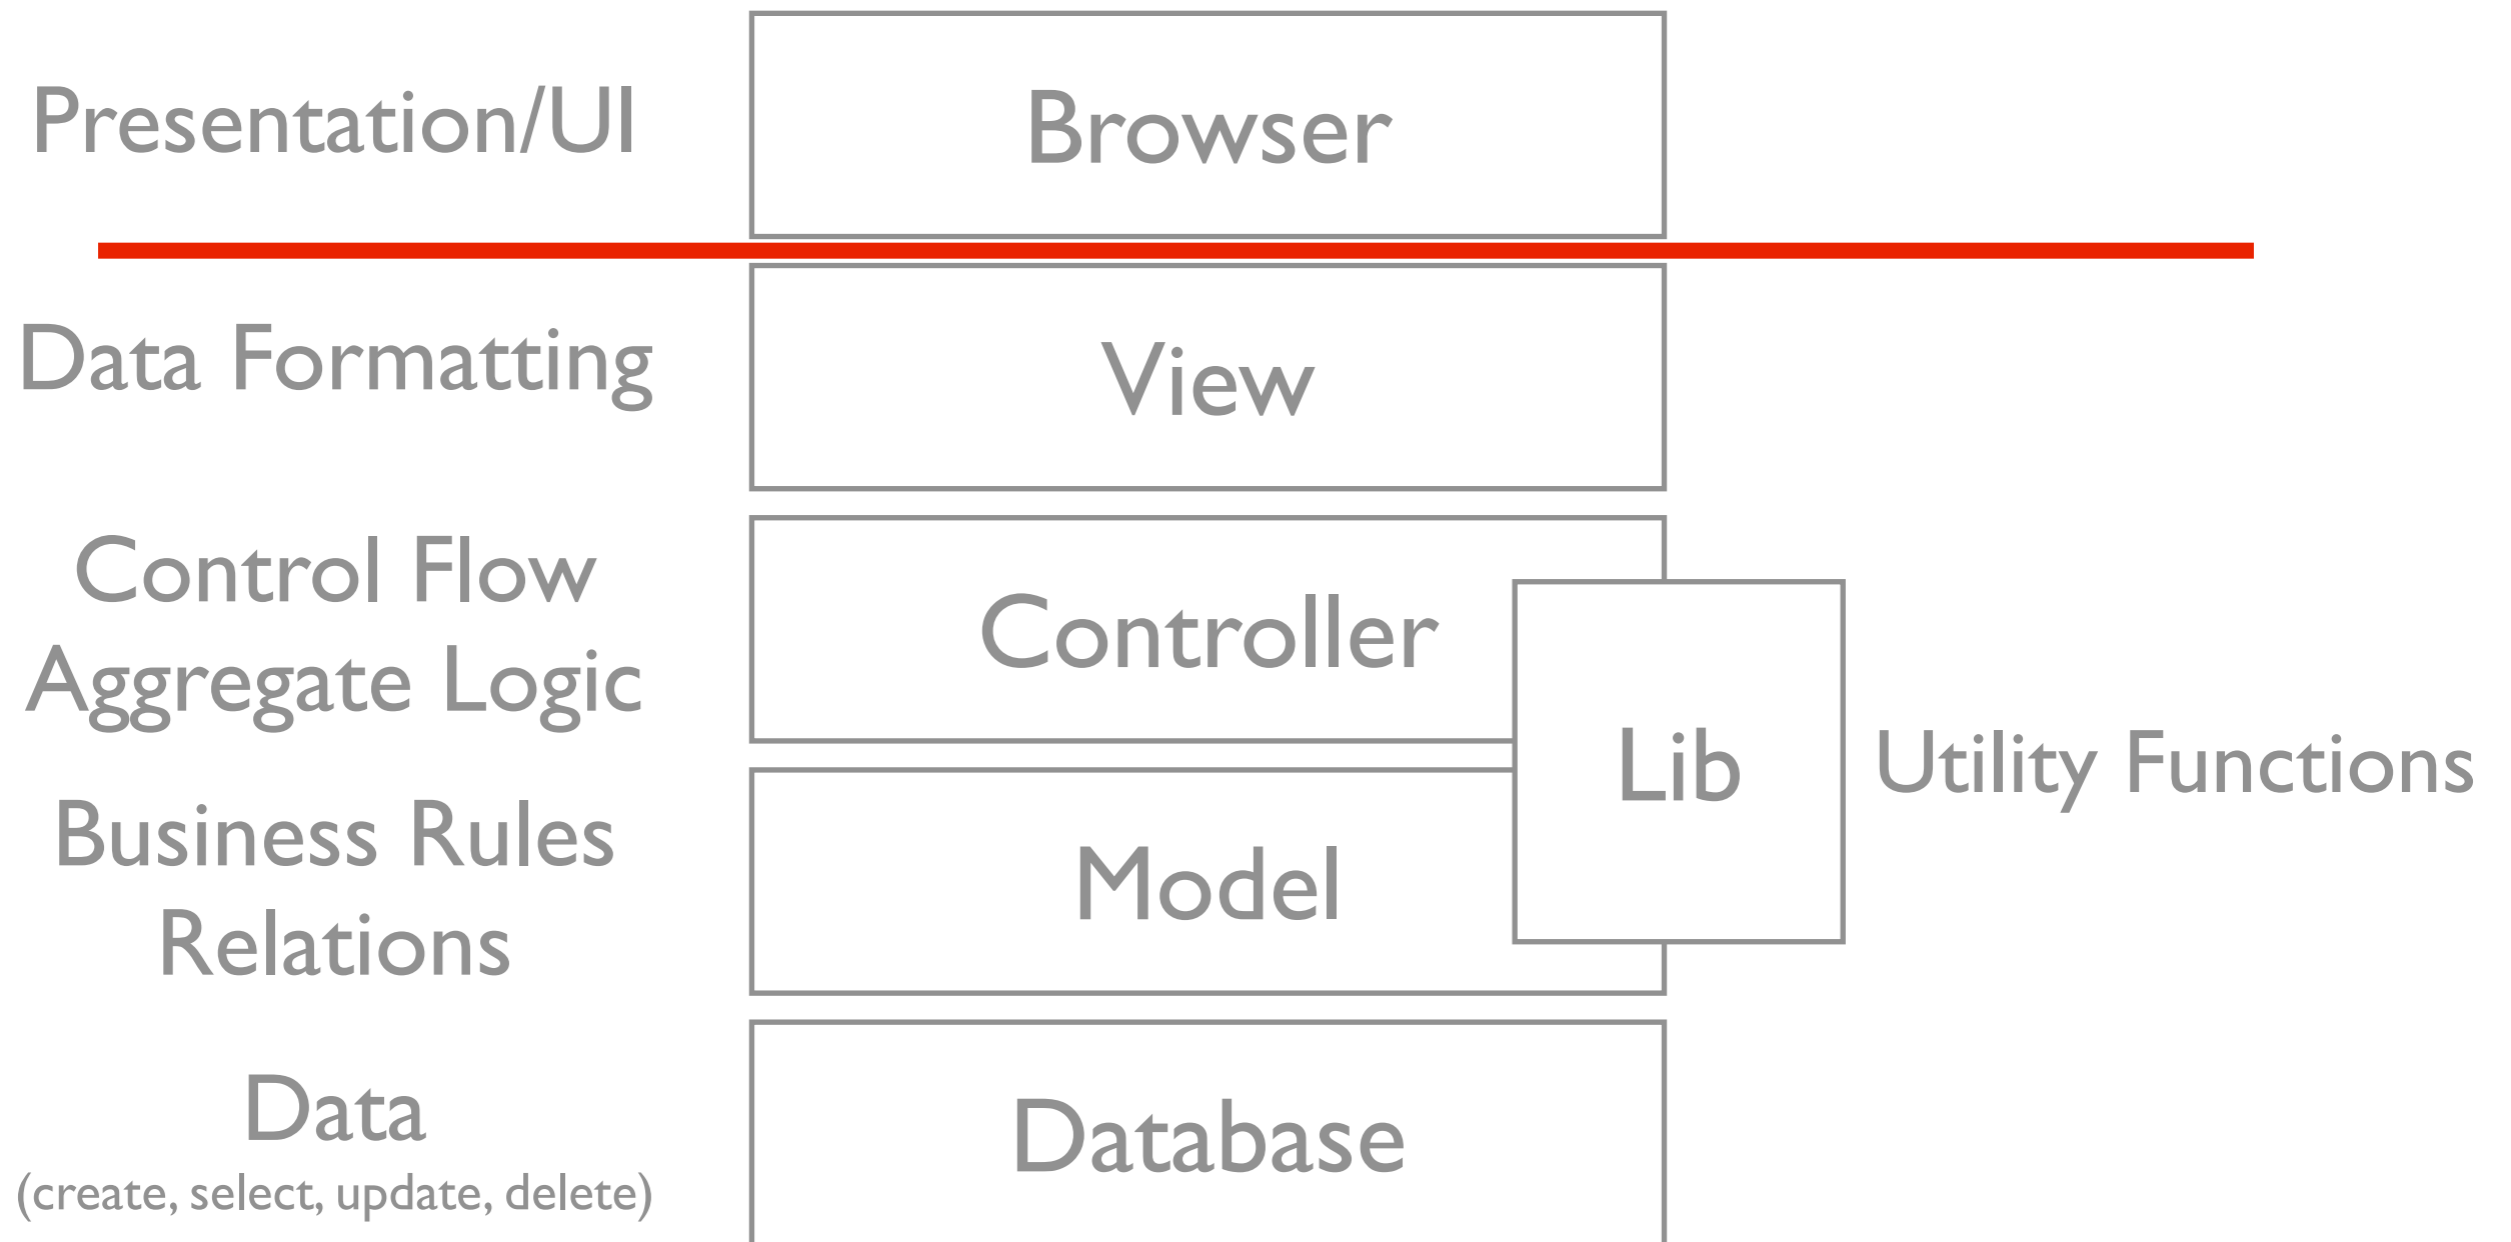 Presentation/UI
Browser
Data Formatting
View
Control Flow
Aggregate Logic
Controller
Lib
Utility Functions
Business Rules
Relations
Model
Data
(create, select, update, delete)
Database